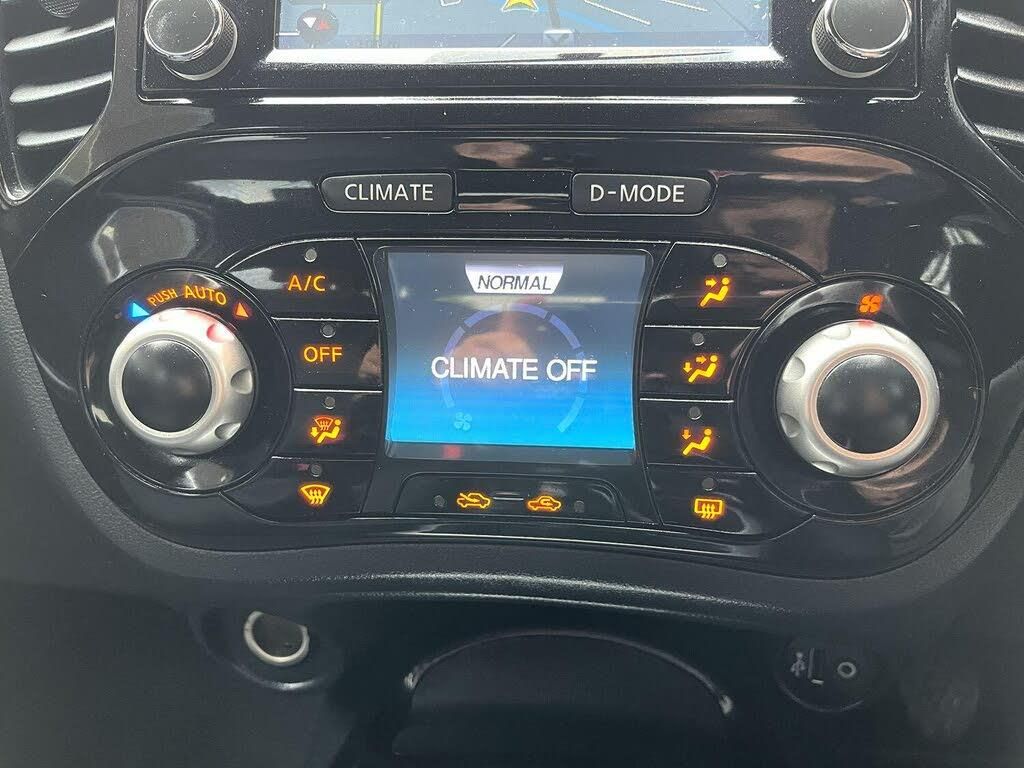 CLIMATE
D-MODE
PUSH AUTO
A/C
NORMAL
OFF
CLIMATE OFF